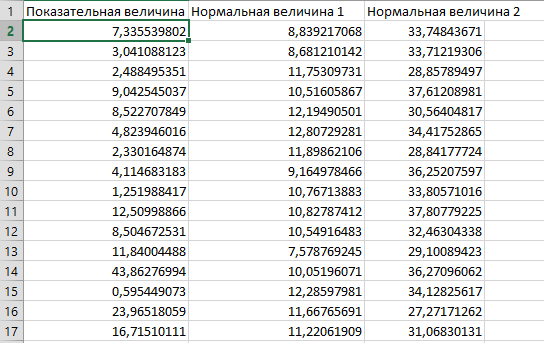 1 Показательная величина Нормальная величина 1 Нормальная величина 2
2 7,335539802 8,839217068 33,74843671
3 3,041088123 8,681210142 33,71219306
4 2,488495351 11,75309731 28,85789497
5 9,042545037 10,51605867 37,61208981
6 8,522707849 12,19490501 30,56404817
7 4,823946016 12,80729281 34,41752865
8 2,330164874 11,89862106 28,84177724
9 4,114683183 9,164978466 36,25207597
10 1,251988417 10,76713883 33,80571016
11 12,50998866 10,82787412 37,80779225
12 8,504672531 10,54916483 32,46304338
13 11,84004488 7,578769245 29,10089423
14 43,86276994 10,05196071 36,27096062
15 0,595449073 12,28597981 34,12825617
16 23,96518059 11,66765691 27,27171262
17 16,71510111 11,22061909 31,06830131